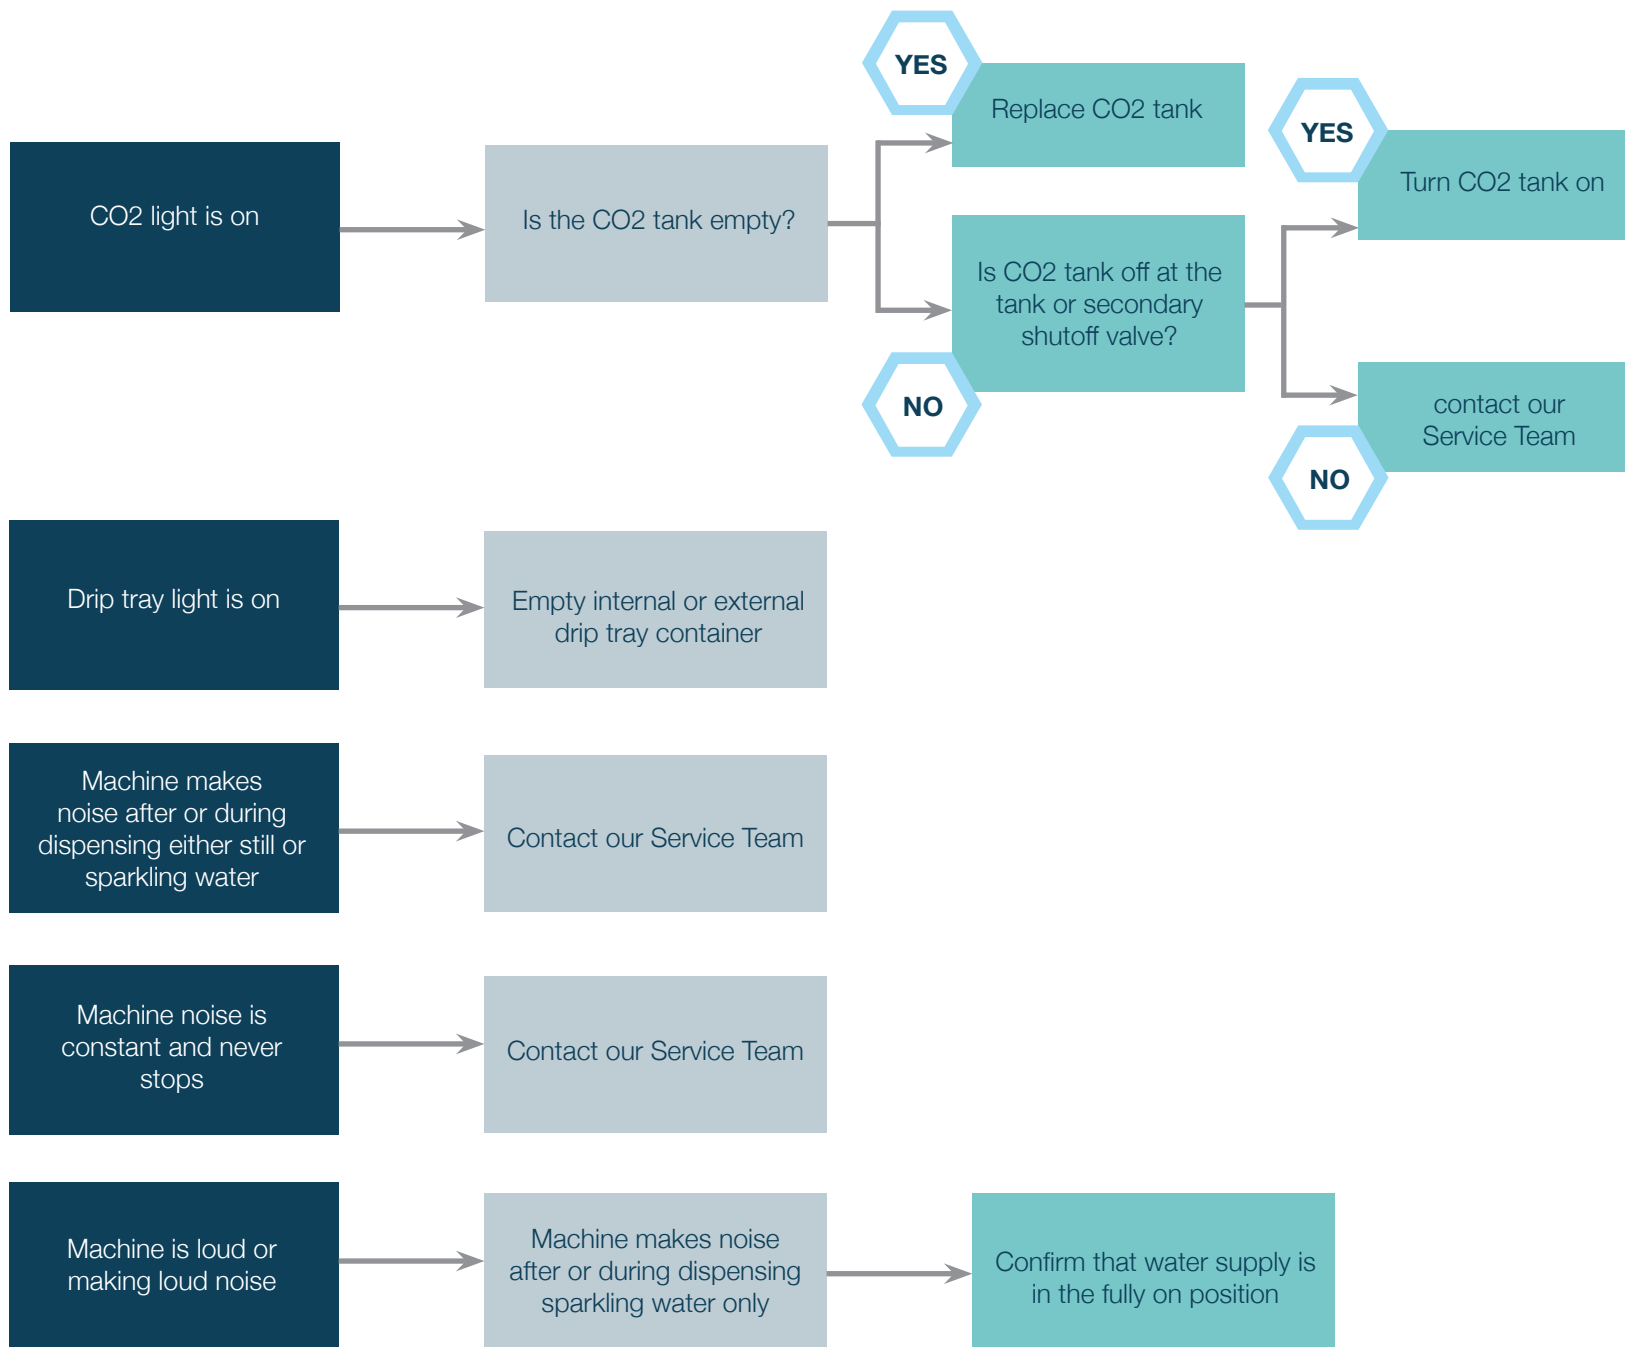 CO2 light is on
Is the CO2 tank empty?
YES
Replace CO2 tank
NO
Is CO2 tank off at the
tank or secondary
shutoff valve?
YES
Turn CO2 tank on
NO
contact our
Service Team
Drip tray light is on
Empty internal or external
drip tray container
Machine makes
noise after or during
dispensing either still or
sparkling water
Contact our Service Team
Machine noise is
constant and never
stops
Contact our Service Team
Machine is loud or
making loud noise
Machine makes noise
after or during dispensing
sparkling water only
Confirm that water supply is
in the fully on position